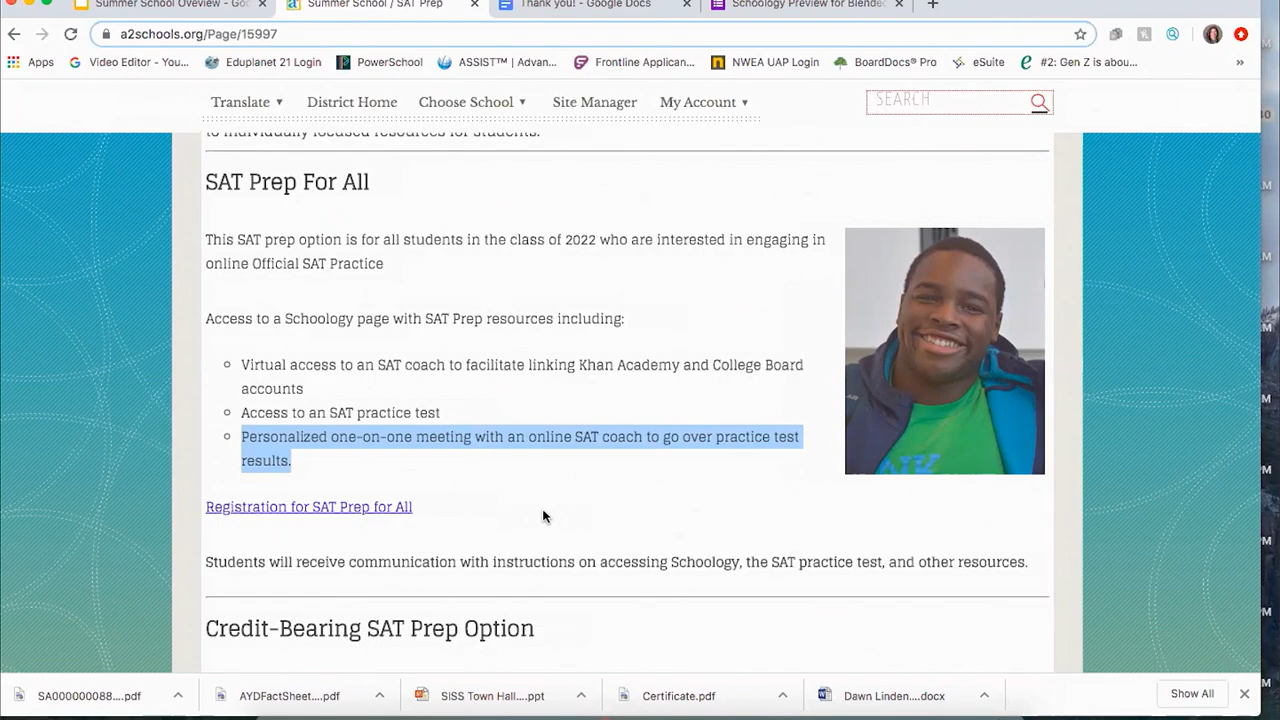 Summer School Oveview - Goo
Summer School / SAT Prep
Thank you! - Google Docs
Schoology Preview for Blende
a2schools.org/Page/15997
Apps
Video Editor - You...
Eduplanet 21 Login
PowerSchool
ASSIST™ | Advan...
Frontline Applican...
NWEA UAP Login
BoardDocs® Pro
eSuite
#2: Gen Z is abou...
Translate
District Home
Choose School
Site Manager
My Account
SEARCH
to individually focused resources for students.
SAT Prep For All
This SAT prep option is for all students in the class of 2022 who are interested in engaging in
online Official SAT Practice
Access to a Schoology page with SAT Prep resources including:
Virtual access to an SAT coach to facilitate linking Khan Academy and College Board
accounts
Access to an SAT practice test
Personalized one-on-one meeting with an online SAT coach to go over practice test
results.
Registration for SAT Prep for All
Students will receive communication with instructions on accessing Schoology, the SAT practice test, and other resources.
Credit-Bearing SAT Prep Option
SA000000088....pdf
AYDFactSheet....pdf
SISS Town Hall....ppt
Certificate.pdf
Dawn Linden....docx
Show All